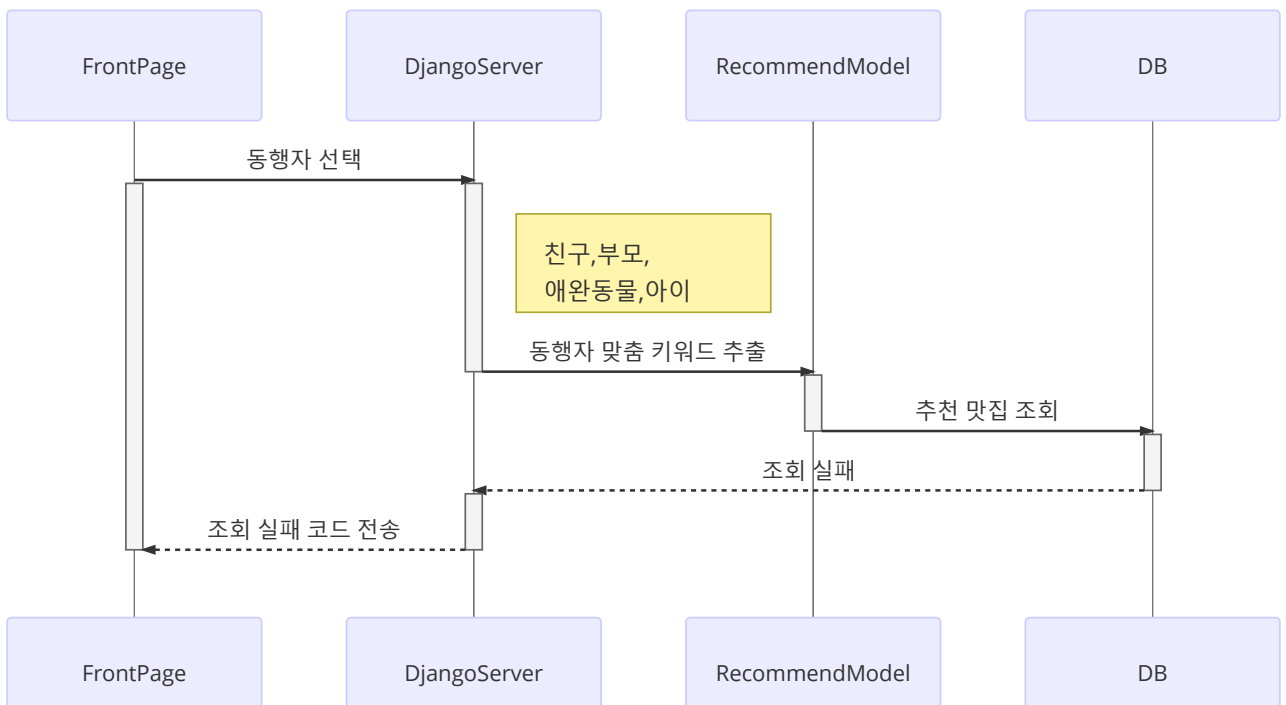 FrontPage
DjangoServer
RecommendModel
DB
동행자 선택
친구,부모,
애완동물,아이
동행자 맞춤 키워드 추출
추천 맛집 조회
조회 실패
조회 실패 코드 전송
FrontPage
DjangoServer
RecommendModel
DB